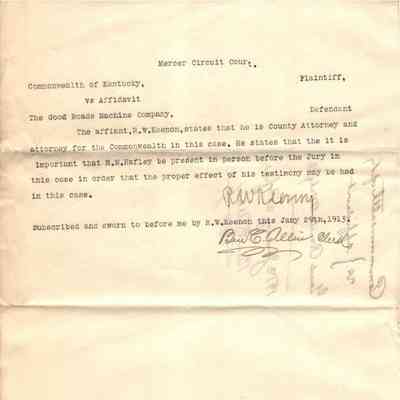 Mercer Circuit Court.
Commonwealth of Kentucky, Plaintiff,
vs Affidavit
The Good Roads Machine Company, Defendant
The affiant, R.W.Keenon, states that he is County Attorney and
attorney for the Commonwealth in this case. He states that the it is
important that R.M.Hafley be present in person before the Jury in
this case in order that the proper effect of his testimony may be had
in this case.
R W Keenon
Subscribed and sworn to before me by R.W.Keenon this Jany 29th, 1913.
Ben C. Allin Clerk